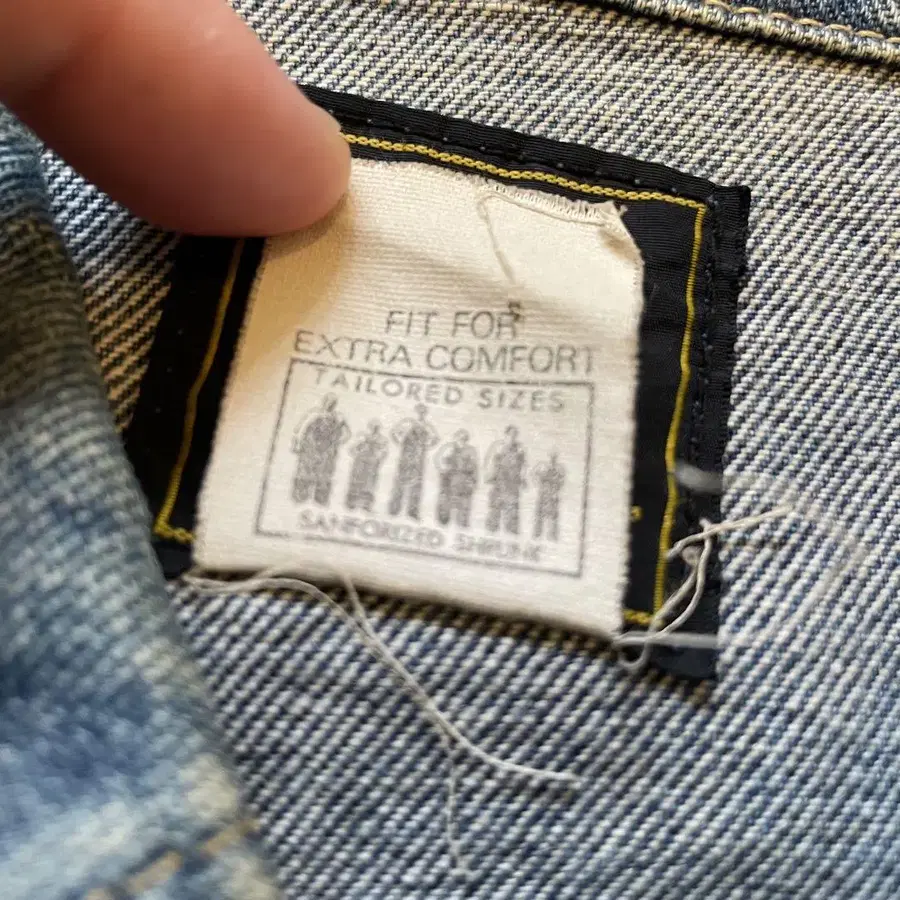 FIT FOR
EXTRA COMFORT
TAILORED SIZES
SANFORIZED SHRUNK